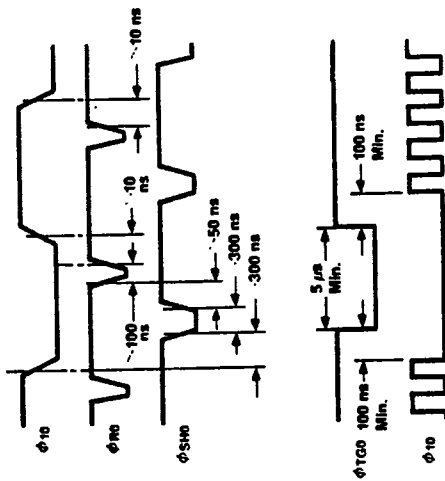 φ10
~10 ns
φR0
~10
ns
~100
ns
~50 ns
φSH0
~300 ns
~300 ns
φTG0
5 μs
Min.
100 ns
Min.
100 ns
Min.
φ10